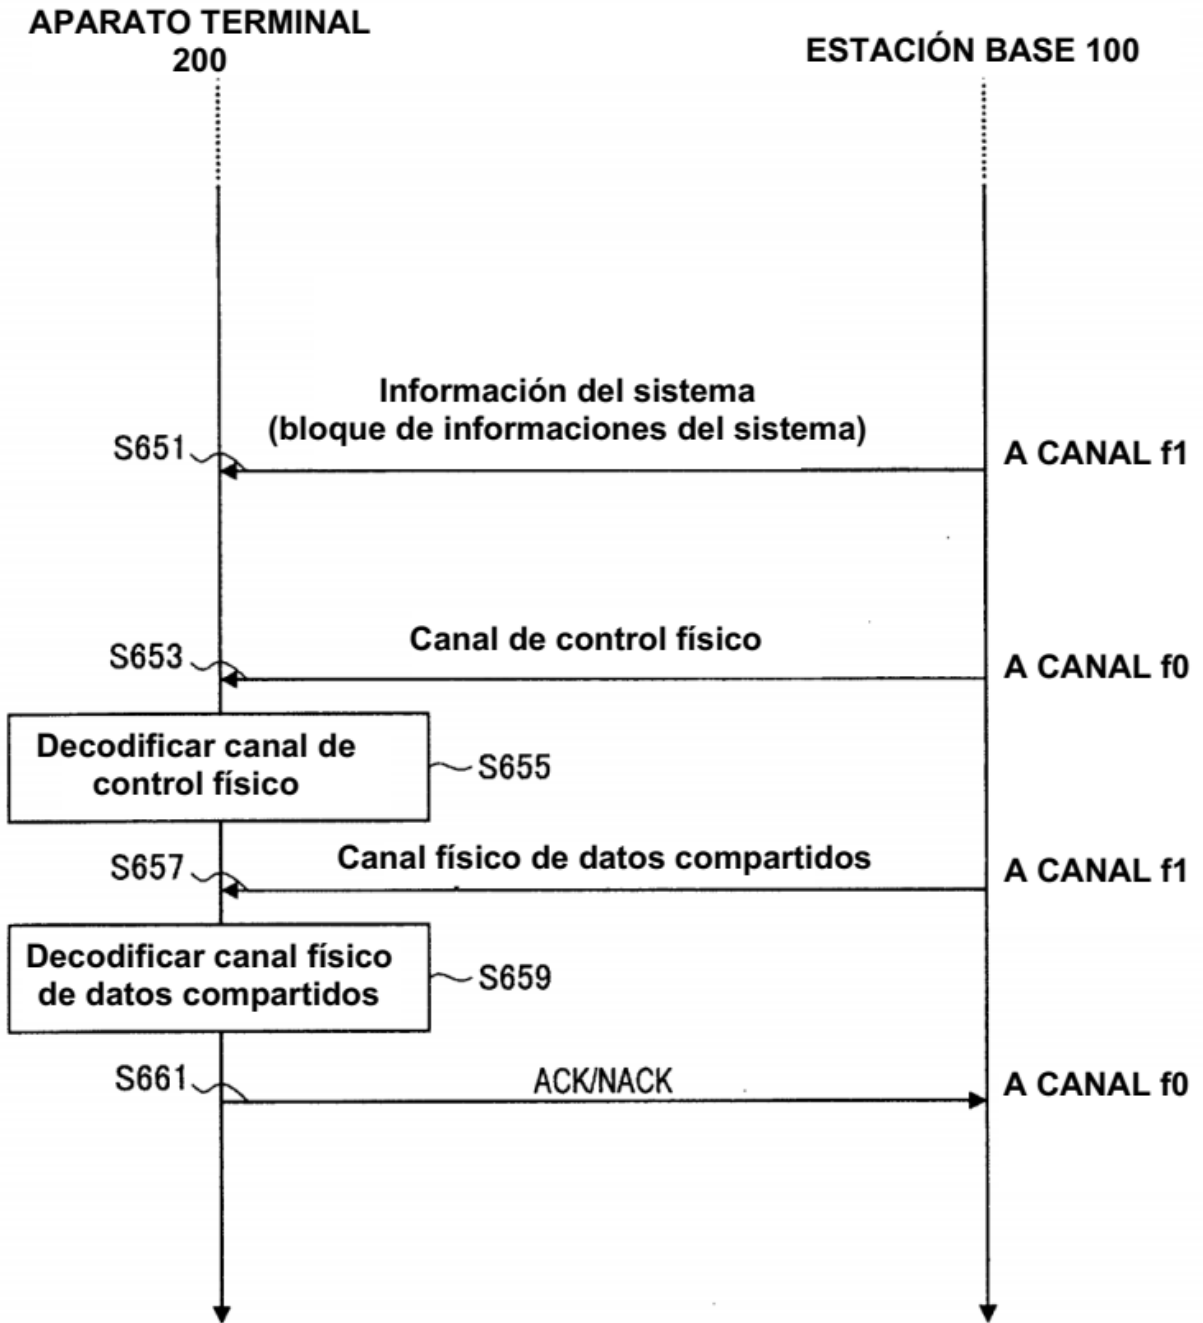 APARATO TERMINAL
200
ESTACIÓN BASE 100
Información del sistema
(bloque de informaciones del sistema)
S651
A CANAL f1
Canal de control físico
S653
A CANAL f0
Decodificar canal de
control físico
S655
Canal físico de datos compartidos
S657
A CANAL f1
Decodificar canal físico
de datos compartidos
S659
S661
ACK/NACK
A CANAL f0